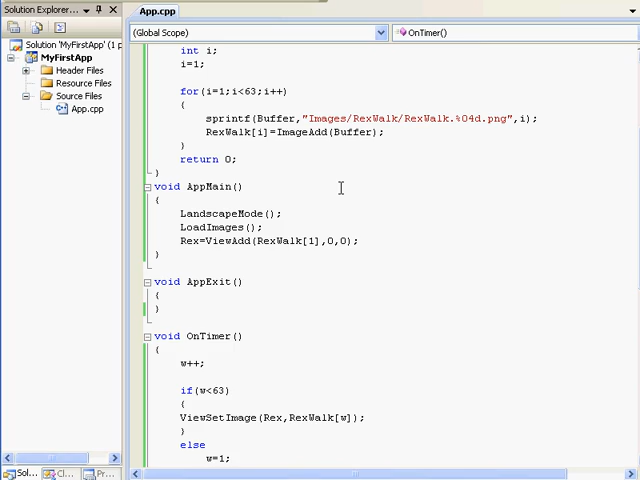 Solution Explorer...
App.cpp
(Global Scope)
OnTimer()
Solution 'MyFirstApp' (1 p
MyFirstApp
Header Files
Resource Files
Source Files
App.cpp
int i;
i=1;
for(i=1;i<63;i++)
{
sprintf(Buffer,"Images/RexWalk/RexWalk.%04d.png",i);
RexWalk[i]=ImageAdd(Buffer);
}
return 0;
}
void AppMain()
{
LandscapeMode();
LoadImages();
Rex=ViewAdd(RexWalk[1],0,0);
}
void AppExit()
{
}
void OnTimer()
{
w++;
if(w<63)
{
ViewSetImage(Rex,RexWalk[w]);
}
else
w=1;
Sol...
Cl...
Pr...